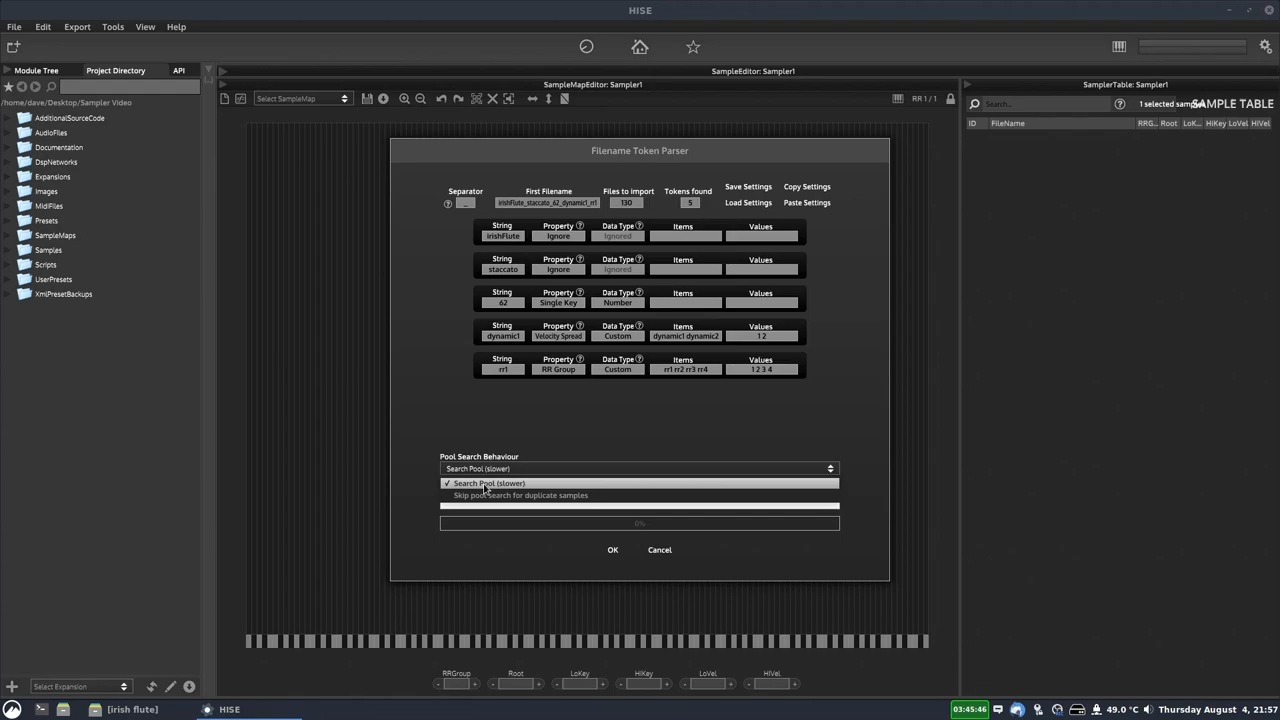 HISE
File Edit Export Tools View Help
Module Tree Project Directory API
SampleEditor: Sampler1
SampleMapEditor: Sampler1
SamplerTable: Sampler1
Select SampleMap
RR 1 / 1
Search...
1 selected sample
SAMPLE TABLE
ID FileName RRG... Root LoK... HiKey LoVel HiVel
/home/dave/Desktop/Sampler Video
AdditionalSourceCode
AudioFiles
Documentation
DspNetworks
Expansions
Images
MidiFiles
Presets
SampleMaps
Samples
Scripts
UserPresets
XmlPresetBackups
Filename Token Parser
Separator First Filename Files to import Tokens found
_ irishFlute_staccato_62_dynamic1_rr1 130 5
Save Settings Copy Settings
Load Settings Paste Settings
String Property Data Type Items Values
irishFlute Ignore Ignored
String Property Data Type Items Values
staccato Ignore Ignored
String Property Data Type Items Values
62 Single Key Number
String Property Data Type Items Values
dynamic1 Velocity Spread Custom dynamic1 dynamic2 1 2
String Property Data Type Items Values
rr1 RR Group Custom rr1 rr2 rr3 rr4 1 2 3 4
Pool Search Behaviour
Search Pool (slower)
✓ Search Pool (slower)
Skip pool search for duplicate samples
0%
OK Cancel
RRGroup Root LoKey HiKey LoVel HiVel
- + - + - + - + - + - +
Select Expansion
[irish flute] HISE
03:45:46 49.0 °C Thursday August 4, 21:57